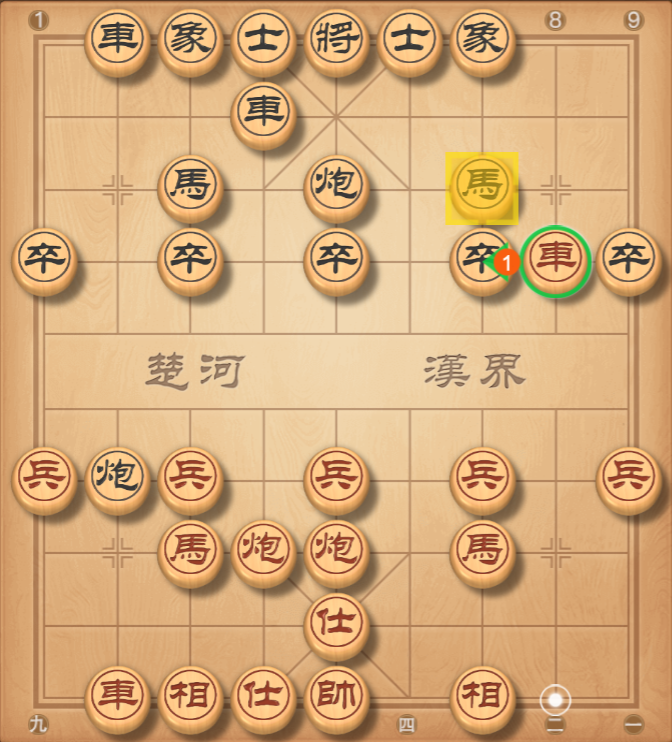 1 8 9
車 象 士 將 士 象
車
馬 炮 馬
卒 卒 卒 卒 1 車 卒
楚河 漢界
兵 炮 兵 兵 兵 兵
馬 炮 炮 馬
仕
車 相 仕 帥 相
九 四 二 一